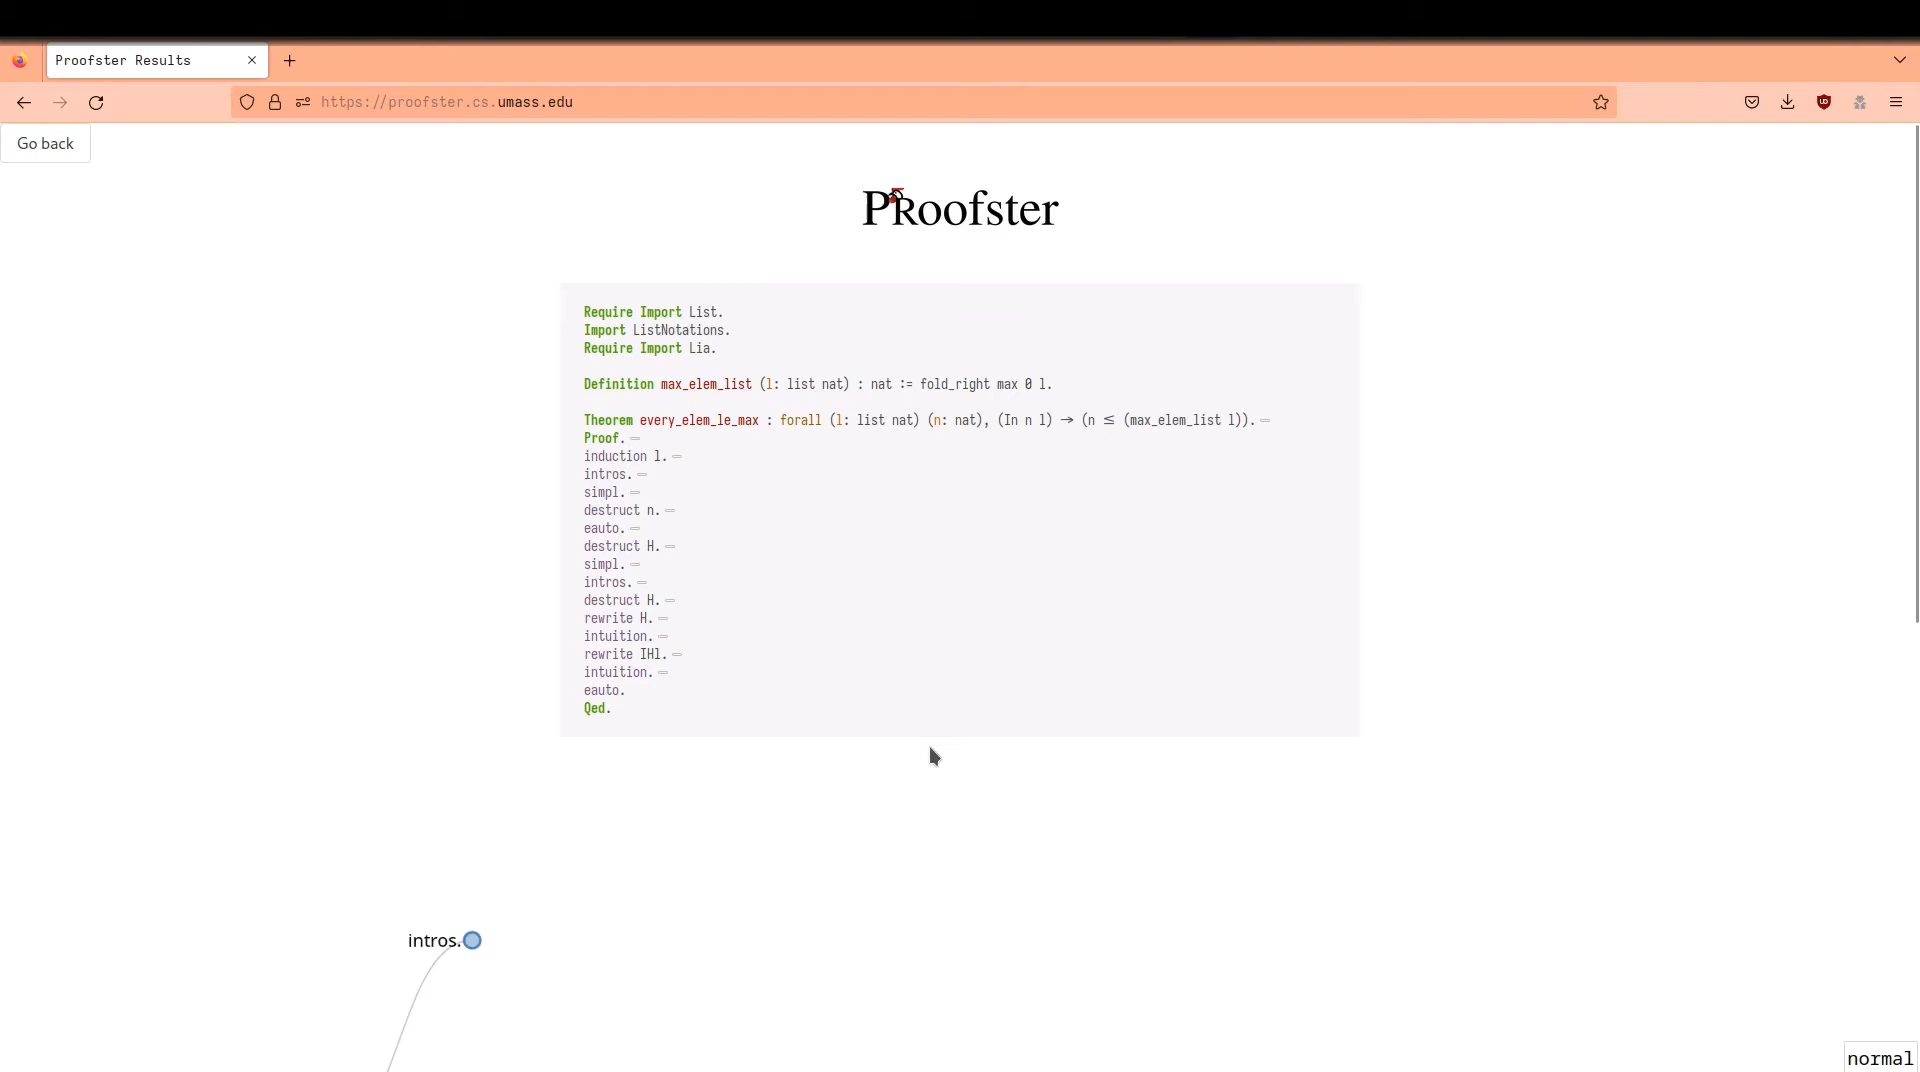 Proofster Results
https://proofster.cs.umass.edu
Go back
PRoofster
Require Import List.
Import ListNotations.
Require Import Lia.
Definition max_elem_list (l: list nat) : nat := fold_right max 0 l.
Theorem every_elem_le_max : forall (l: list nat) (n: nat), (In n l) → (n ≤ (max_elem_list l)).
Proof.
induction l.
intros.
simpl.
destruct n.
eauto.
destruct H.
simpl.
intros.
destruct H.
rewrite H.
intuition.
rewrite IHl.
intuition.
eauto.
Qed.
intros.
normal